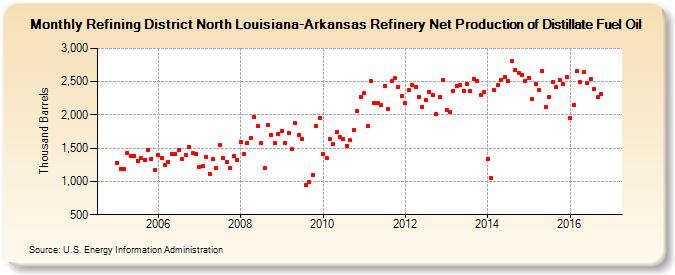 Monthly Refining District North Louisiana-Arkansas Refinery Net Production of Distillate Fuel Oil
Thousand Barrels
3,000
2,500
2,000
1,500
1,000
500
2006 2008 2010 2012 2014 2016
Source: U.S. Energy Information Administration